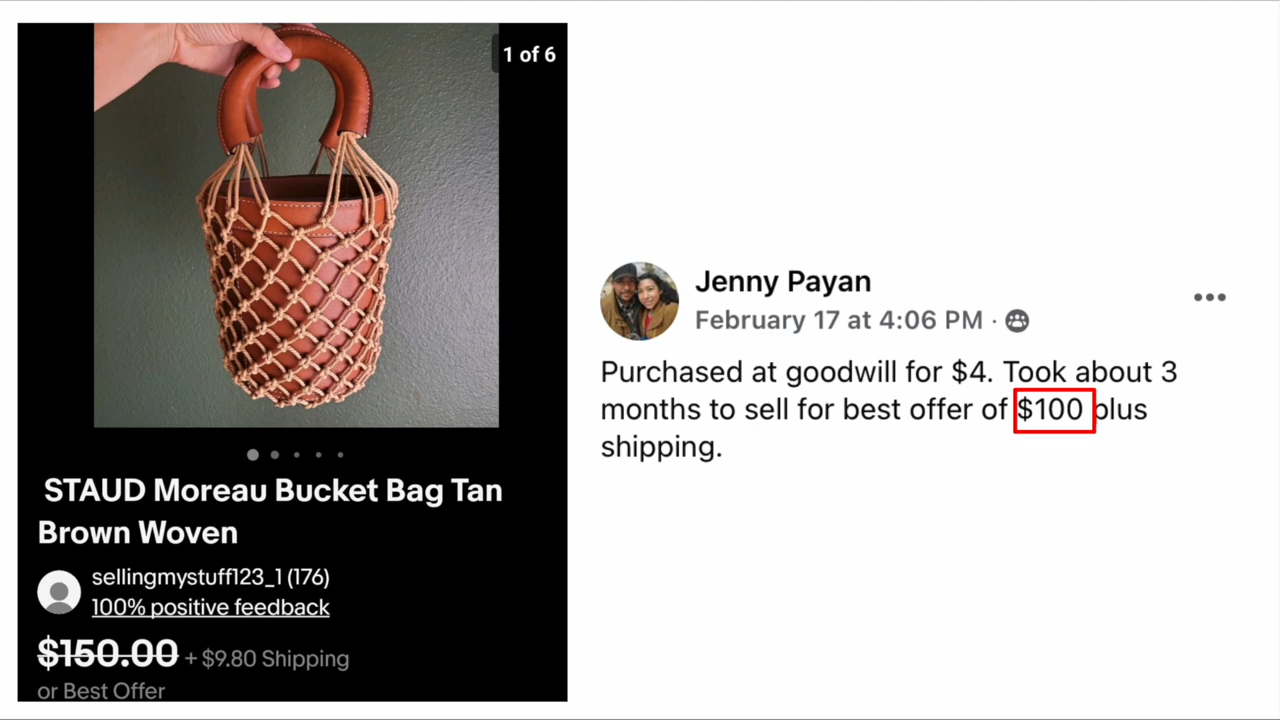 1 of 6
STAUD Moreau Bucket Bag Tan
Brown Woven
sellingmystuff123_1 (176)
100% positive feedback
$150.00 + $9.80 Shipping
or Best Offer
Jenny Payan
February 17 at 4:06 PM ·
Purchased at goodwill for $4. Took about 3
months to sell for best offer of $100 plus
shipping.